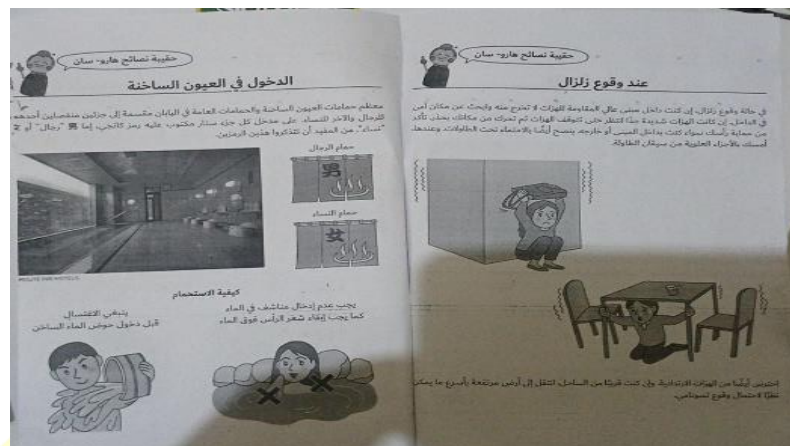 حقيبة نصائح هارو- سان
عند وقوع زلزال
في حالة وقوع زلزال، إن كنت داخل مبنى عالي المقاومة للهزات لا تخرج منه وابحث عن مكان آمن
في الداخل. إن كانت الهزات شديدة جدًا انتظر حتى تتوقف الهزات ثم تحرك من مكانك بحذر. تأكد
من حماية رأسك سواء كنت بداخل المبنى أو خارجه. ينصح أيضًا بالاحتماء تحت الطاولات، وعندها،
أمسك بالأجزاء العلوية من سيقان الطاولة.
احترس أيضًا من الهزات الارتدادية. وإن كنت قريبًا من الساحل، انتقل إلى أرض مرتفعة بأسرع ما يمكن
نظرًا لاحتمال وقوع تسونامي.
حقيبة نصائح هارو- سان
الدخول في العيون الساخنة
معظم حمامات العيون الساخنة والحمامات العامة في اليابان مقسمة إلى جزئين منفصلين أحدهما
للرجال والآخر للنساء. على مدخل كل جزء ستار مكتوب عليه رمز كانجي، إما 男 "رجال" أو 女
"نساء". من المفيد أن تتذكروا هذين الرمزين.
حمام الرجال
男
حمام النساء
女
كيفية الاستحمام
يجب عدم إدخال مناشف في الماء
كما يجب إبقاء شعر الرأس فوق الماء
ينبغي الاغتسال
قبل دخول حوض الماء الساخن